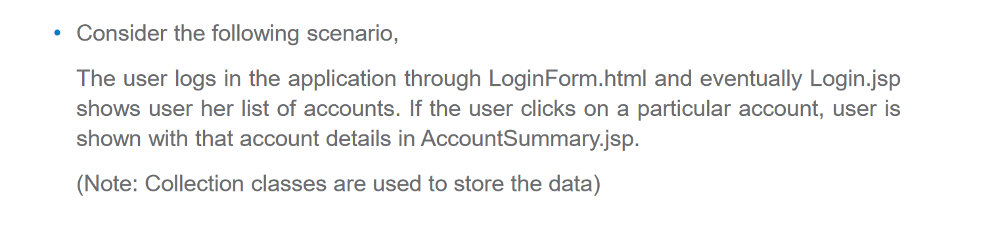 • Consider the following scenario,
The user logs in the application through LoginForm.html and eventually Login.jsp
shows user her list of accounts. If the user clicks on a particular account, user is
shown with that account details in AccountSummary.jsp.
(Note: Collection classes are used to store the data)